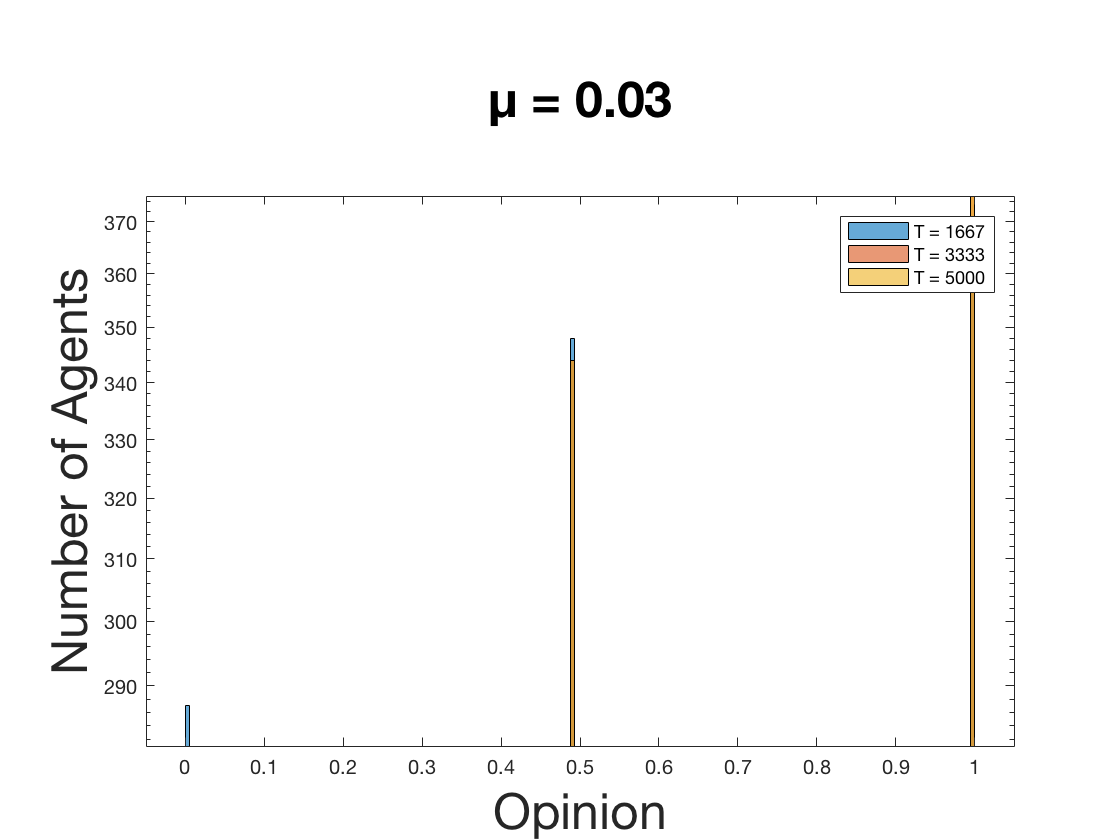 μ = 0.03
Number of Agents
370
360
350
340
330
320
310
300
290
T = 1667
T = 3333
T = 5000
0 0.1 0.2 0.3 0.4 0.5 0.6 0.7 0.8 0.9 1
Opinion